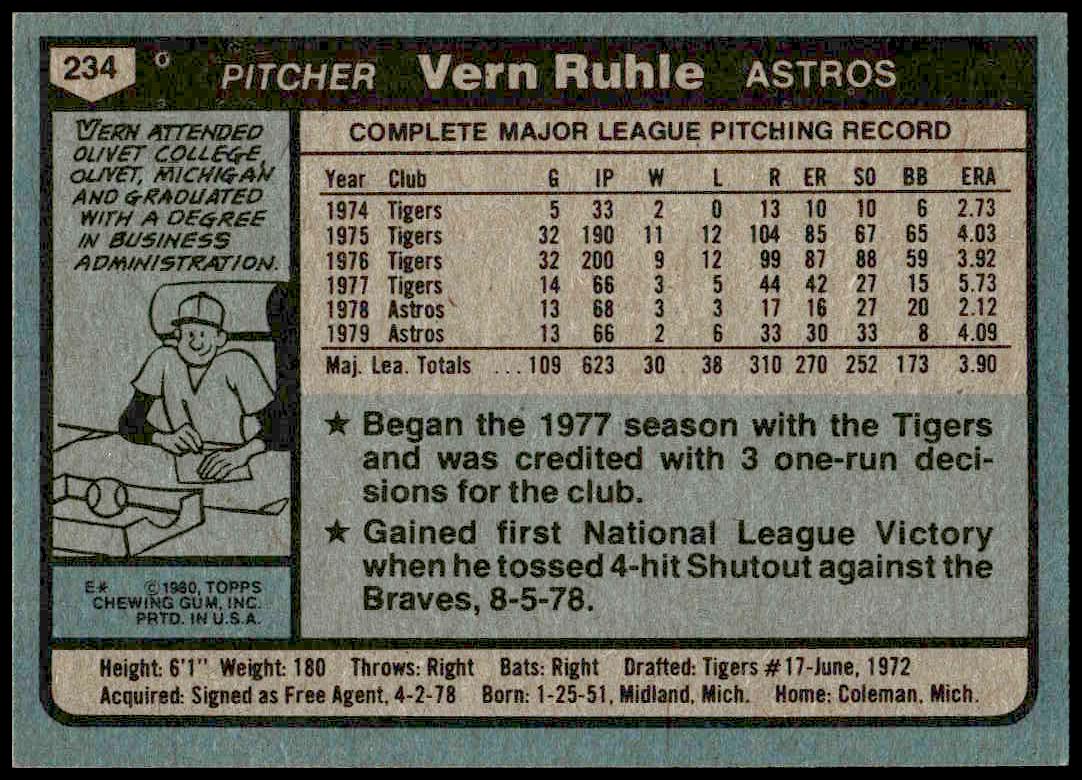 234 PITCHER Vern Ruhle ASTROS
VERN ATTENDED
OLIVET COLLEGE,
OLIVET, MICHIGAN
AND GRADUATED
WITH A DEGREE
IN BUSINESS
ADMINISTRATION.
E* ©1980, TOPPS
CHEWING GUM, INC.
PRTD. IN U.S.A.
COMPLETE MAJOR LEAGUE PITCHING RECORD
Year Club G IP W L R ER SO BB ERA
1974 Tigers 5 33 2 0 13 10 10 6 2.73
1975 Tigers 32 190 11 12 104 85 67 65 4.03
1976 Tigers 32 200 9 12 99 87 88 59 3.92
1977 Tigers 14 66 3 5 44 42 27 15 5.73
1978 Astros 13 68 3 3 17 16 27 20 2.12
1979 Astros 13 66 2 6 33 30 33 8 4.09
Maj. Lea. Totals ... 109 623 30 38 310 270 252 173 3.90
★ Began the 1977 season with the Tigers
and was credited with 3 one-run deci-
sions for the club.
★ Gained first National League Victory
when he tossed 4-hit Shutout against the
Braves, 8-5-78.
Height: 6'1" Weight: 180 Throws: Right Bats: Right Drafted: Tigers #17-June, 1972
Acquired: Signed as Free Agent, 4-2-78 Born: 1-25-51, Midland, Mich. Home: Coleman, Mich.